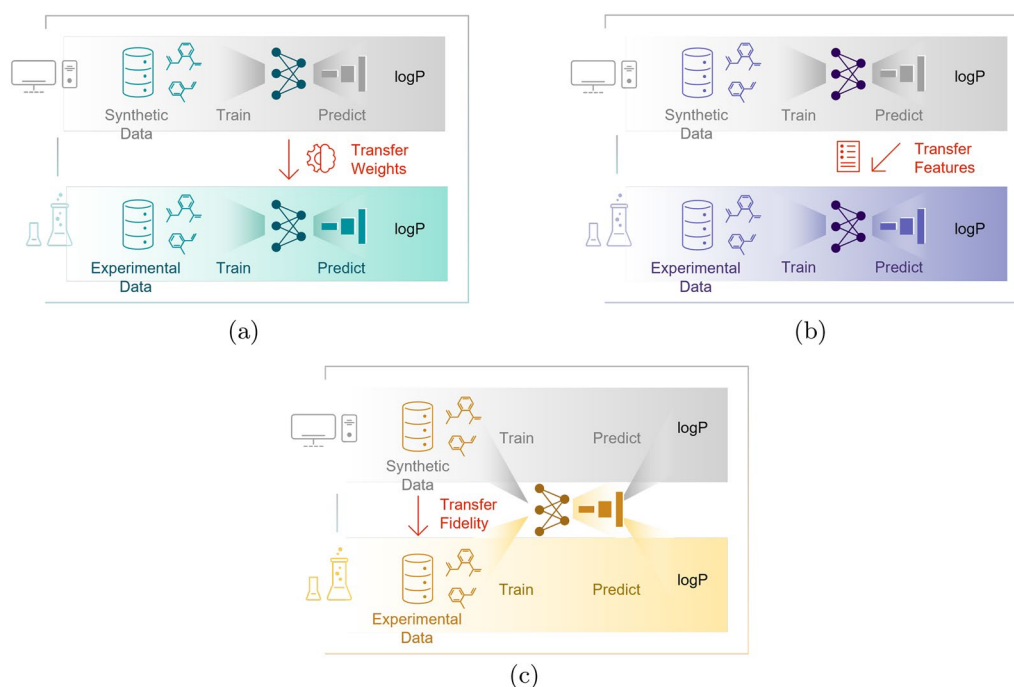 logP
Synthetic
Data
Train
Predict
Transfer
Weights
logP
Experimental
Data
Train
Predict
(a)
logP
Synthetic
Data
Train
Predict
Transfer
Features
logP
Experimental
Data
Train
Predict
(b)
logP
Train
Predict
Synthetic
Data
Transfer
Fidelity
logP
Train
Predict
Experimental
Data
(c)